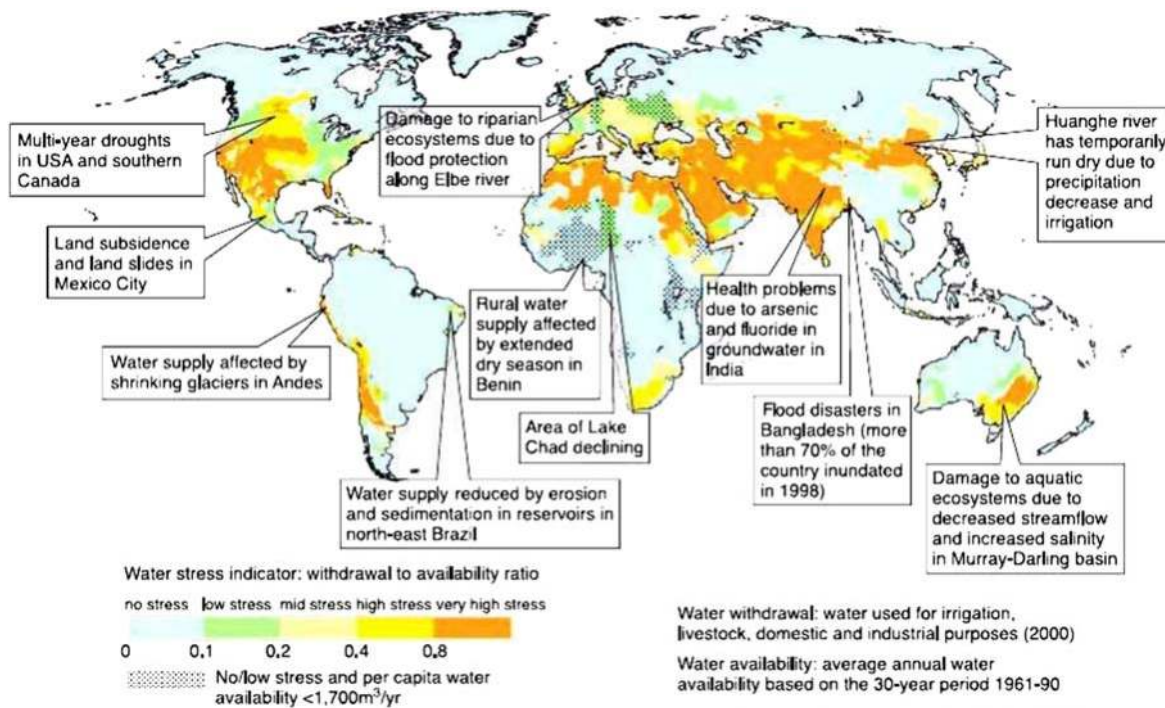 Multi-year droughts
in USA and southern
Canada
Damage to riparian
ecosystems due to
flood protection
along Elbe river
Huanghe river
has temporarily
run dry due to
precipitation
decrease and
irrigation
Land subsidence
and land slides in
Mexico City
Water supply affected by
shrinking glaciers in Andes
Rural water
supply affected
by extended
dry season in
Benin
Health problems
due to arsenic
and fluoride in
groundwater in
India
Area of Lake
Chad declining
Flood disasters in
Bangladesh (more
than 70% of the
country inundated
in 1998)
Water supply reduced by erosion
and sedimentation in reservoirs in
north-east Brazil
Damage to aquatic
ecosystems due to
decreased streamflow
and increased salinity
in Murray-Darling basin
Water stress indicator: withdrawal to availability ratio
no stress low stress mid stress high stress very high stress
0 0.1 0.2 0.4 0.8
No/low stress and per capita water
availability <1,700m³/yr
Water withdrawal: water used for irrigation,
livestock, domestic and industrial purposes (2000)
Water availability: average annual water
availability based on the 30-year period 1961-90